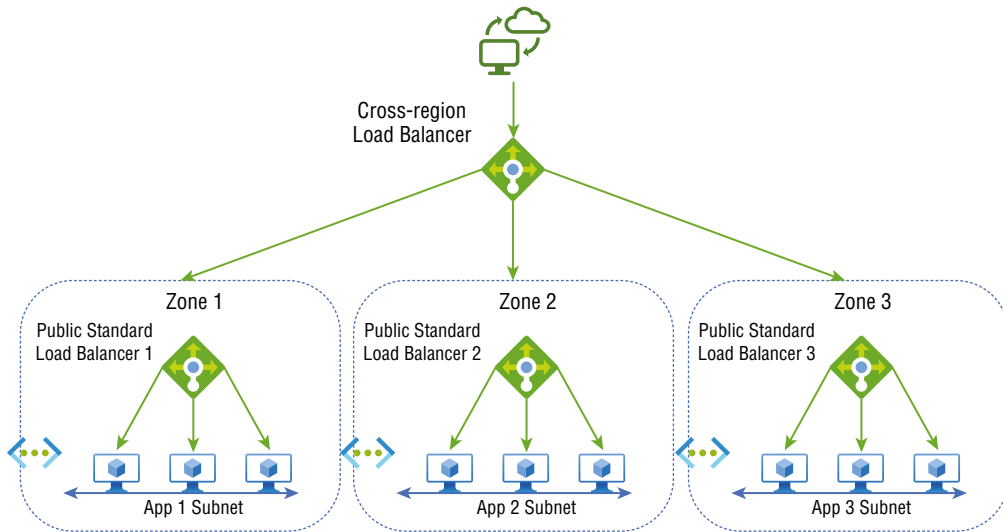 Cross-region
Load Balancer
Zone 1
Public Standard
Load Balancer 1
App 1 Subnet
Zone 2
Public Standard
Load Balancer 2
App 2 Subnet
Zone 3
Public Standard
Load Balancer 3
App 3 Subnet